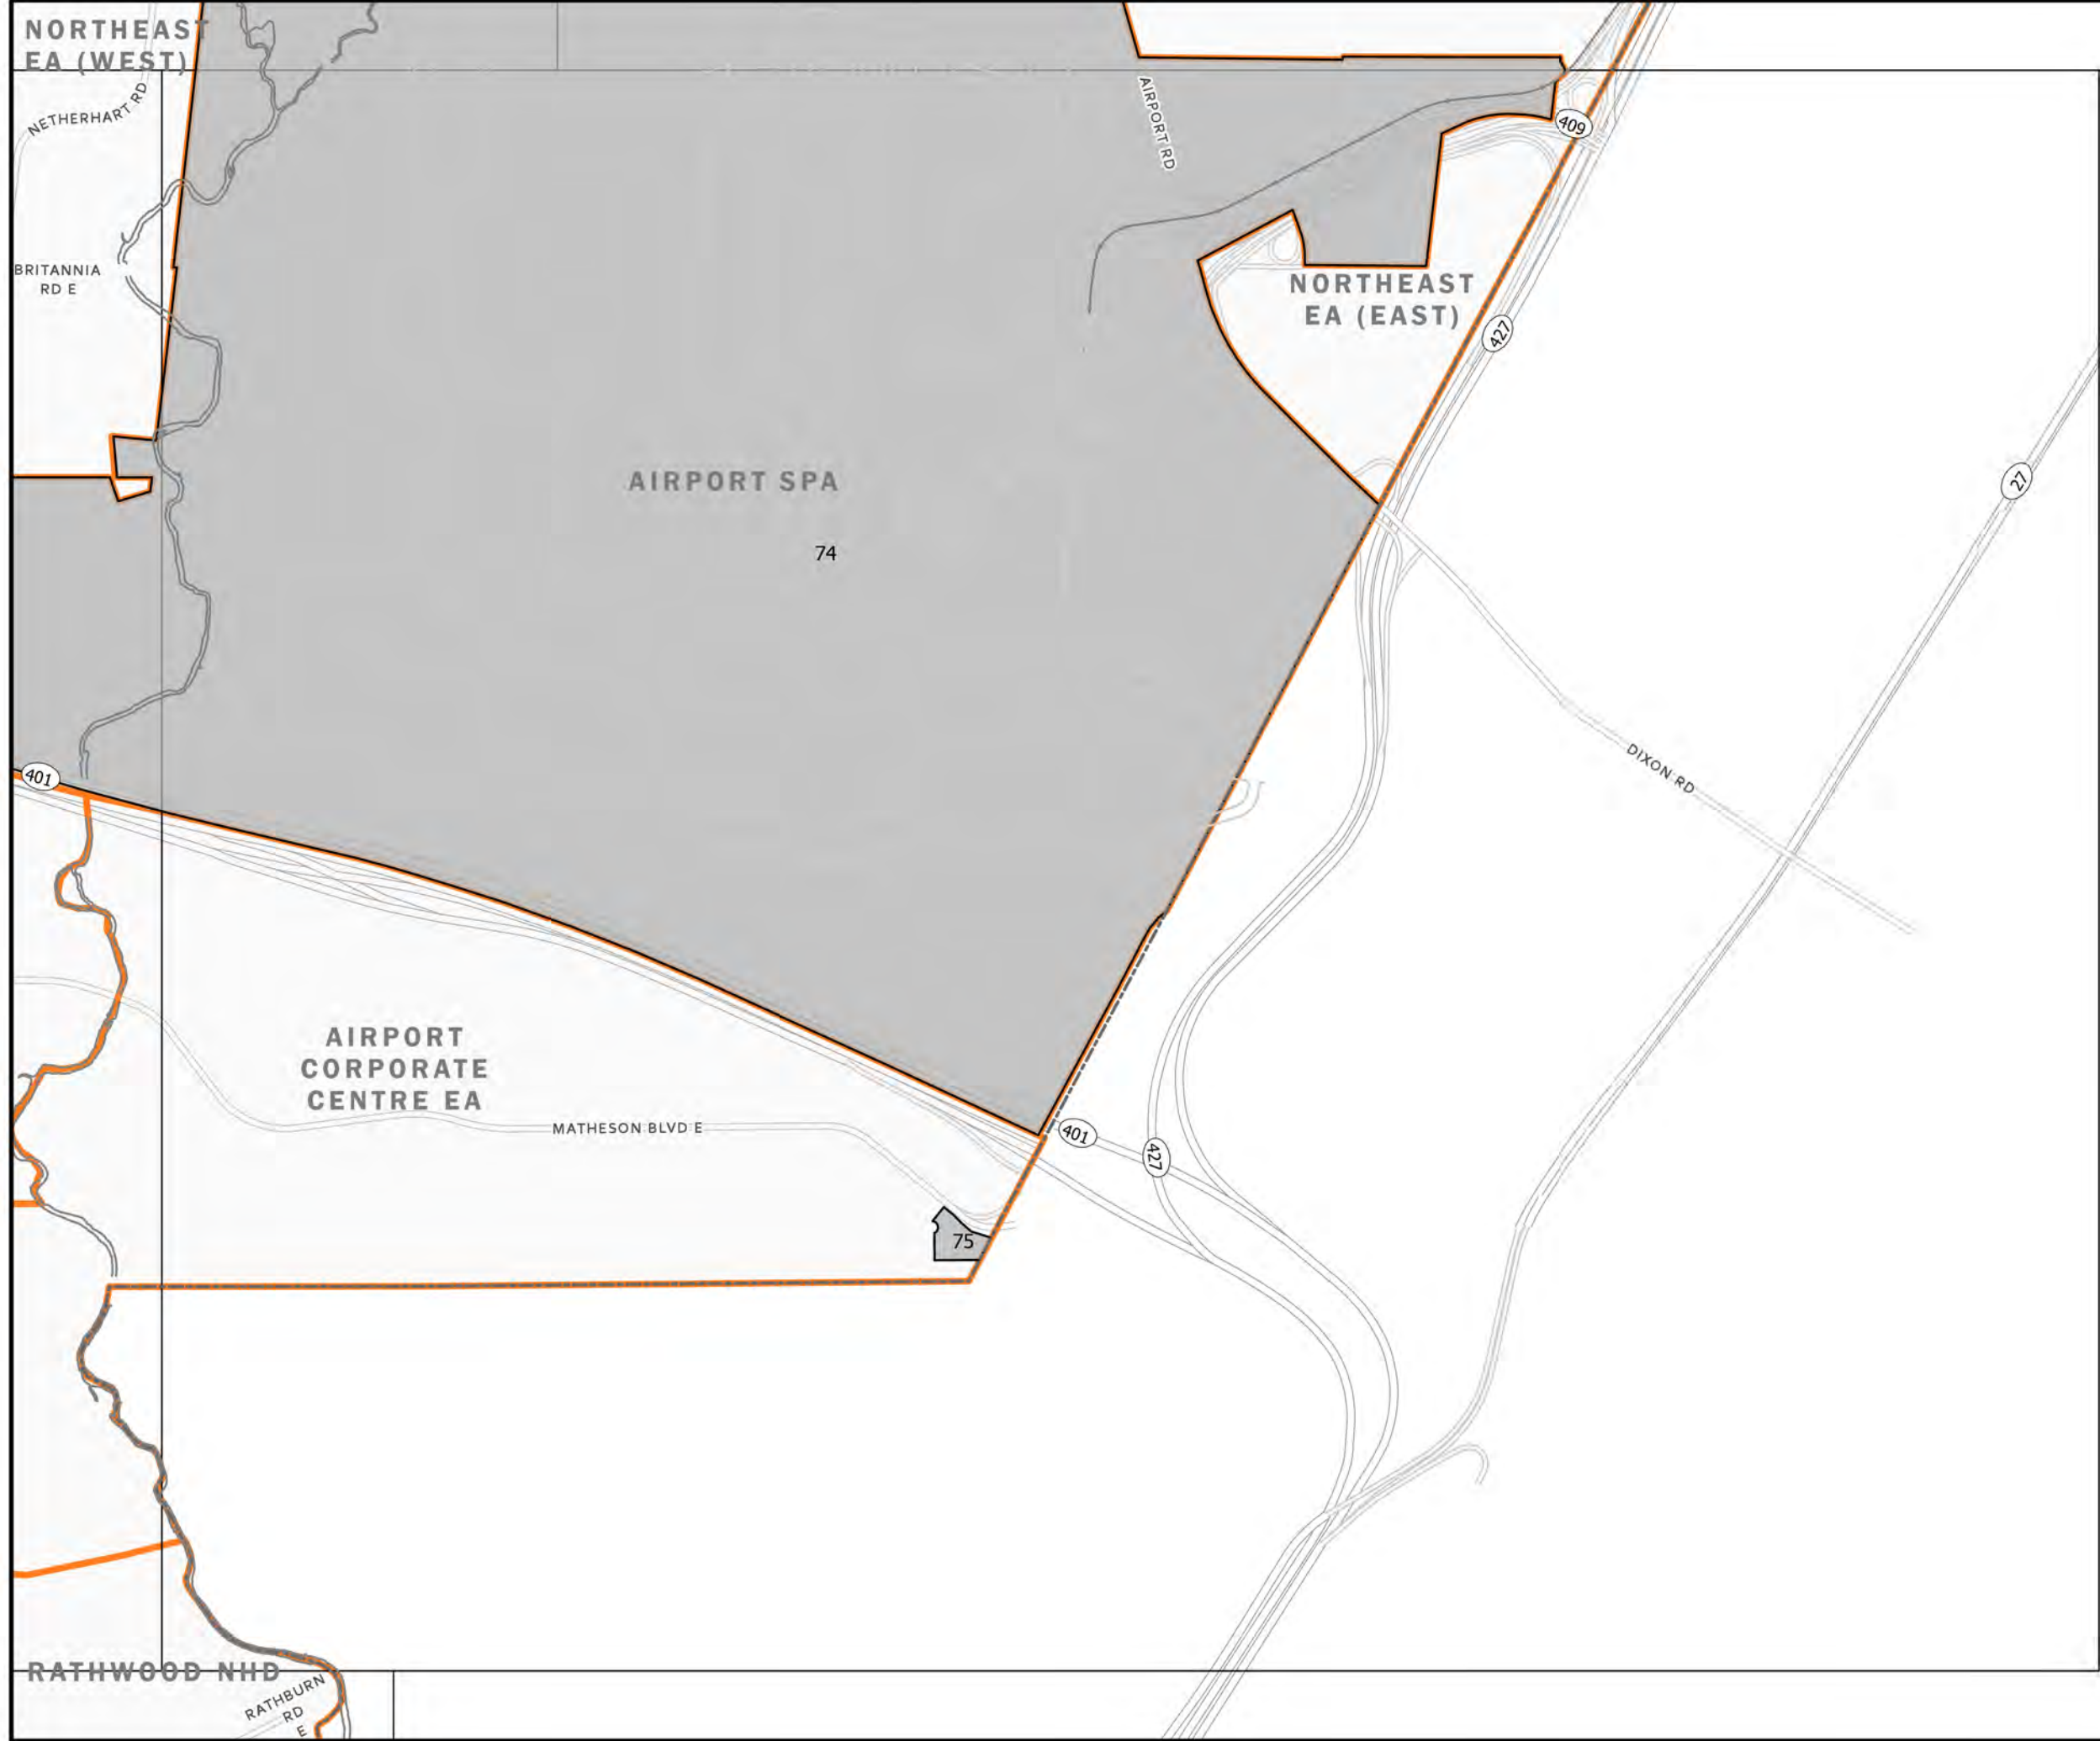 NORTHEAST
EA (WEST)
NETHERHART RD
AIRPORT RD
409
BRITANNIA
RD E
NORTHEAST
EA (EAST)
427
AIRPORT SPA
27
74
DIXON RD
401
AIRPORT
CORPORATE
CENTRE EA
MATHESON BLVD E
401
427
75
RATHWOOD NHD
RATHBURN
RD
E